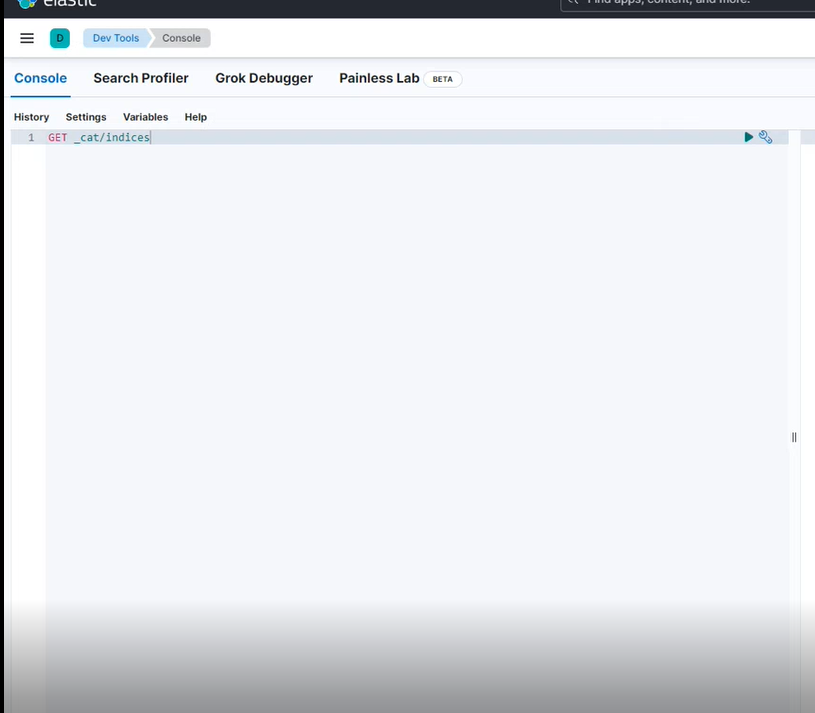 elastic
Find apps, content, and more.
D Dev Tools Console
Console Search Profiler Grok Debugger Painless Lab BETA
History Settings Variables Help
1 GET _cat/indices